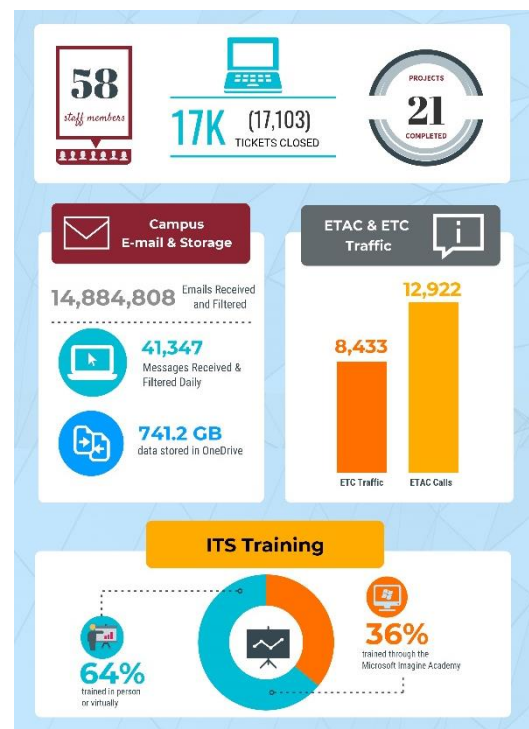 58
staff members
17K
(17,103)
TICKETS CLOSED
PROJECTS
21
COMPLETED
Campus
E-mail & Storage
14,884,808
Emails Received
and Filtered
41,347
Messages Received &
Filtered Daily
741.2 GB
data stored in OneDrive
ETAC & ETC
Traffic
i
12,922
8,433
ETC Traffic
ETAC Calls
ITS Training
64%
trained in person
or virtually
36%
trained through the
Microsoft Imagine Academy